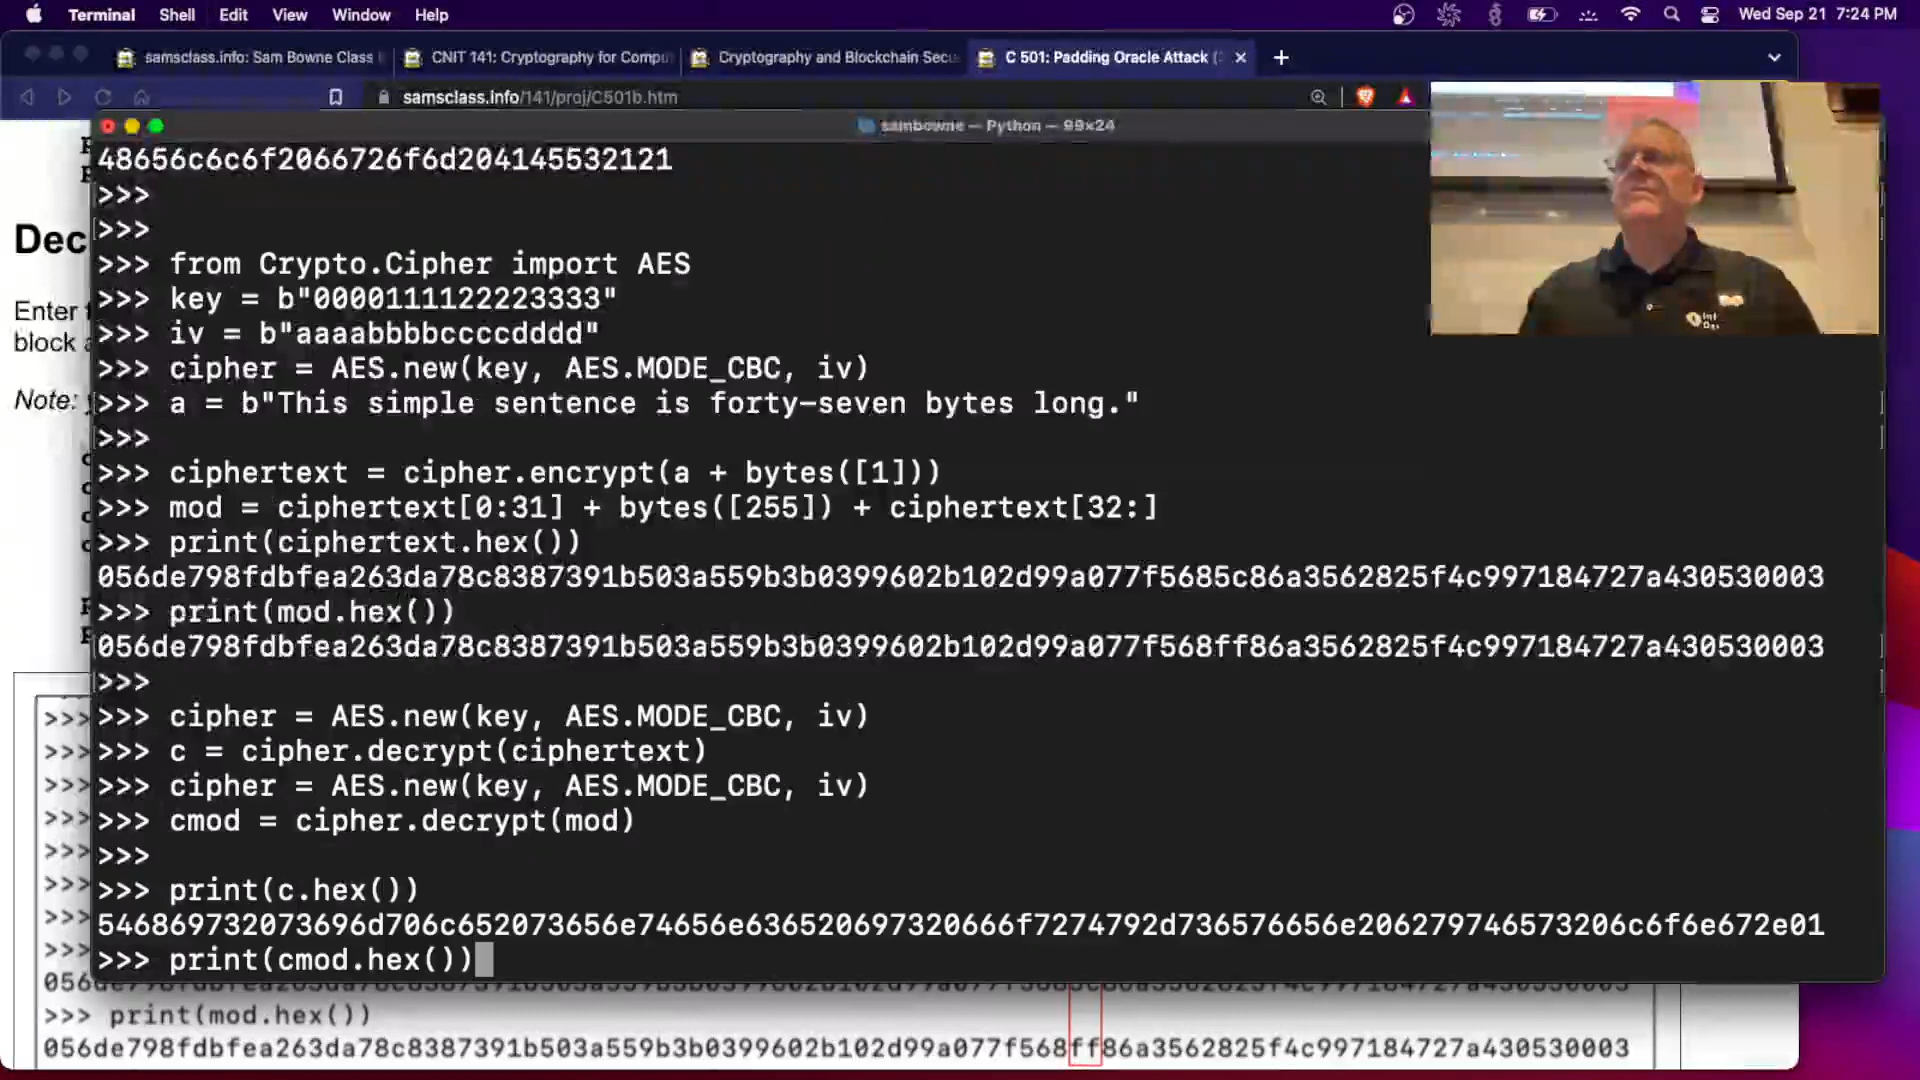 Terminal Shell Edit View Window Help Wed Sep 21 7:24 PM
samsclass.info: Sam Bowne Class CNIT 141: Cryptography for Compu Cryptography and Blockchain Secu C 501: Padding Oracle Attack (
samsclass.info/141/proj/C501b.htm
sambowne — Python — 99×24
48656c6c6f2066726f6d204145532121
>>>
>>>
>>> from Crypto.Cipher import AES
>>> key = b"0000111122223333"
>>> iv = b"aaaabbbbccccdddd"
>>> cipher = AES.new(key, AES.MODE_CBC, iv)
>>> a = b"This simple sentence is forty-seven bytes long."
>>>
>>> ciphertext = cipher.encrypt(a + bytes([1]))
>>> mod = ciphertext[0:31] + bytes([255]) + ciphertext[32:]
>>> print(ciphertext.hex())
056de798fdbfea263da78c8387391b503a559b3b0399602b102d99a077f5685c86a3562825f4c997184727a430530003
>>> print(mod.hex())
056de798fdbfea263da78c8387391b503a559b3b0399602b102d99a077f568ff86a3562825f4c997184727a430530003
>>>
>>> cipher = AES.new(key, AES.MODE_CBC, iv)
>>> c = cipher.decrypt(ciphertext)
>>> cipher = AES.new(key, AES.MODE_CBC, iv)
>>> cmod = cipher.decrypt(mod)
>>>
>>> print(c.hex())
546869732073696d706c652073656e74656e636520697320666f7274792d736576656e206279746573206c6f6e672e01
>>> print(cmod.hex())
Dec
Enter
block
Note:
>>>
>>>
>>>
>>>
>>>
>>>
>>>
>>>
>>> print(mod.hex())
056de798fdbfea263da78c8387391b503a559b3b0399602b102d99a077f568ff86a3562825f4c997184727a430530003